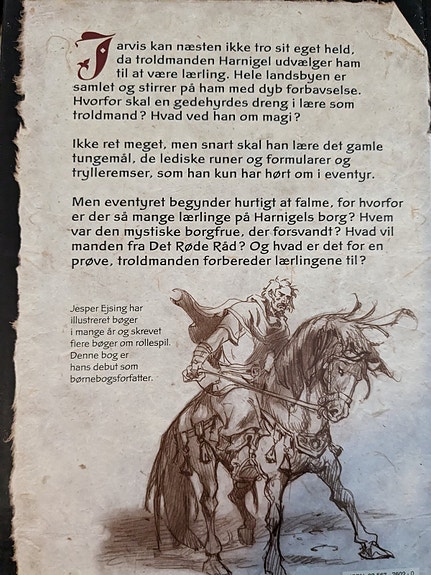 Jarvis kan næsten ikke tro sit eget held,
da troldmanden Harnigel udvælger ham
til at være lærling. Hele landsbyen er
samlet og stirrer på ham med dyb forbavselse.
Hvorfor skal en gedehyrdes dreng i lære som
troldmand? Hvad ved han om magi?
Ikke ret meget, men snart skal han lære det gamle
tungemål, de lediske runer og formularer og
trylleremser, som han kun har hørt om i eventyr.
Men eventyret begynder hurtigt at falme, for hvorfor
er der så mange lærlinge på Harnigels borg? Hvem
var den mystiske borgfrue, der forsvandt? Hvad vil
manden fra Det Røde Råd? Og hvad er det for en
prøve, troldmanden forbereder lærlingene til?
Jesper Ejsing har
illustreret bøger
i mange år og skrevet
flere bøger om rollespil.
Denne bog er
hans debut som
børnebogsforfatter.